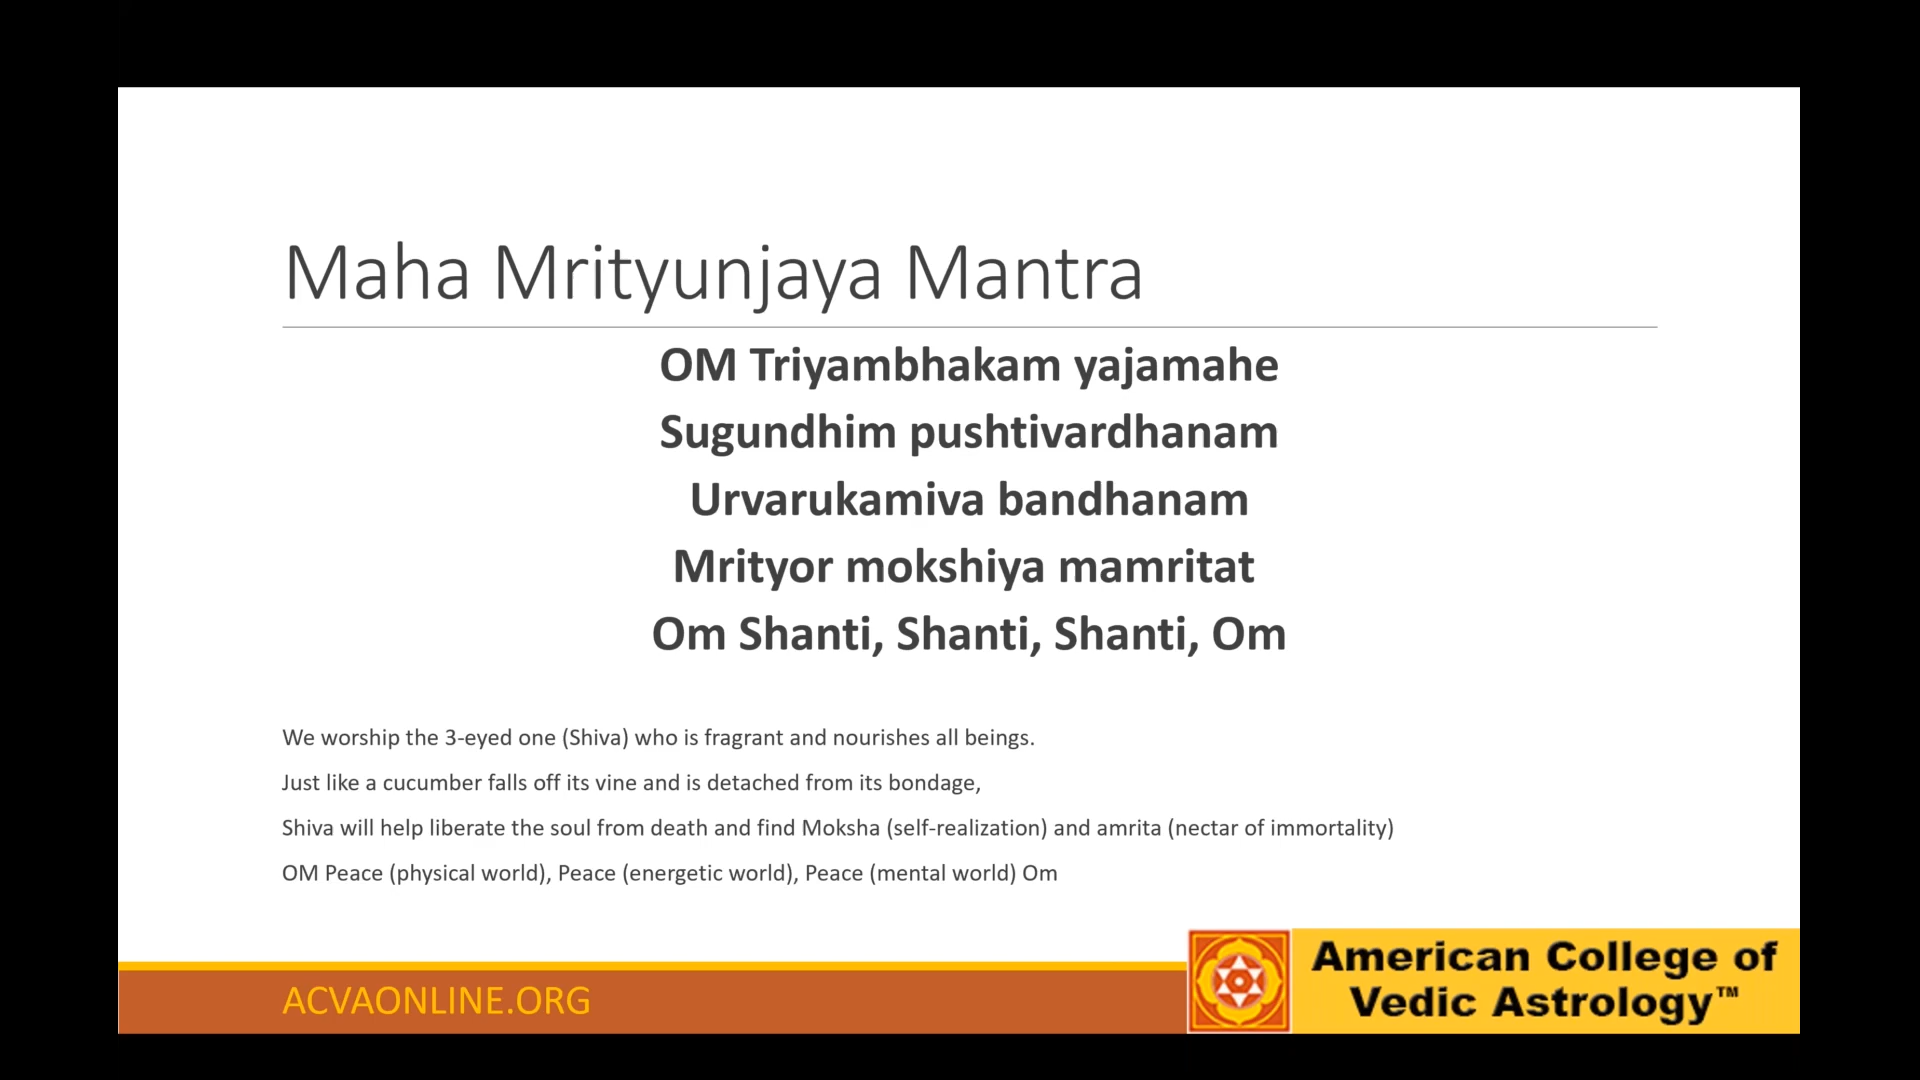 Maha Mrityunjaya Mantra
OM Triyambhakam yajamahe
Sugundhim pushtivardhanam
Urvarukamiva bandhanam
Mrityor mokshiya mamritat
Om Shanti, Shanti, Shanti, Om
We worship the 3-eyed one (Shiva) who is fragrant and nourishes all beings.
Just like a cucumber falls off its vine and is detached from its bondage,
Shiva will help liberate the soul from death and find Moksha (self-realization) and amrita (nectar of immortality)
OM Peace (physical world), Peace (energetic world), Peace (mental world) Om
ACVAONLINE.ORG
American College of
Vedic Astrology™